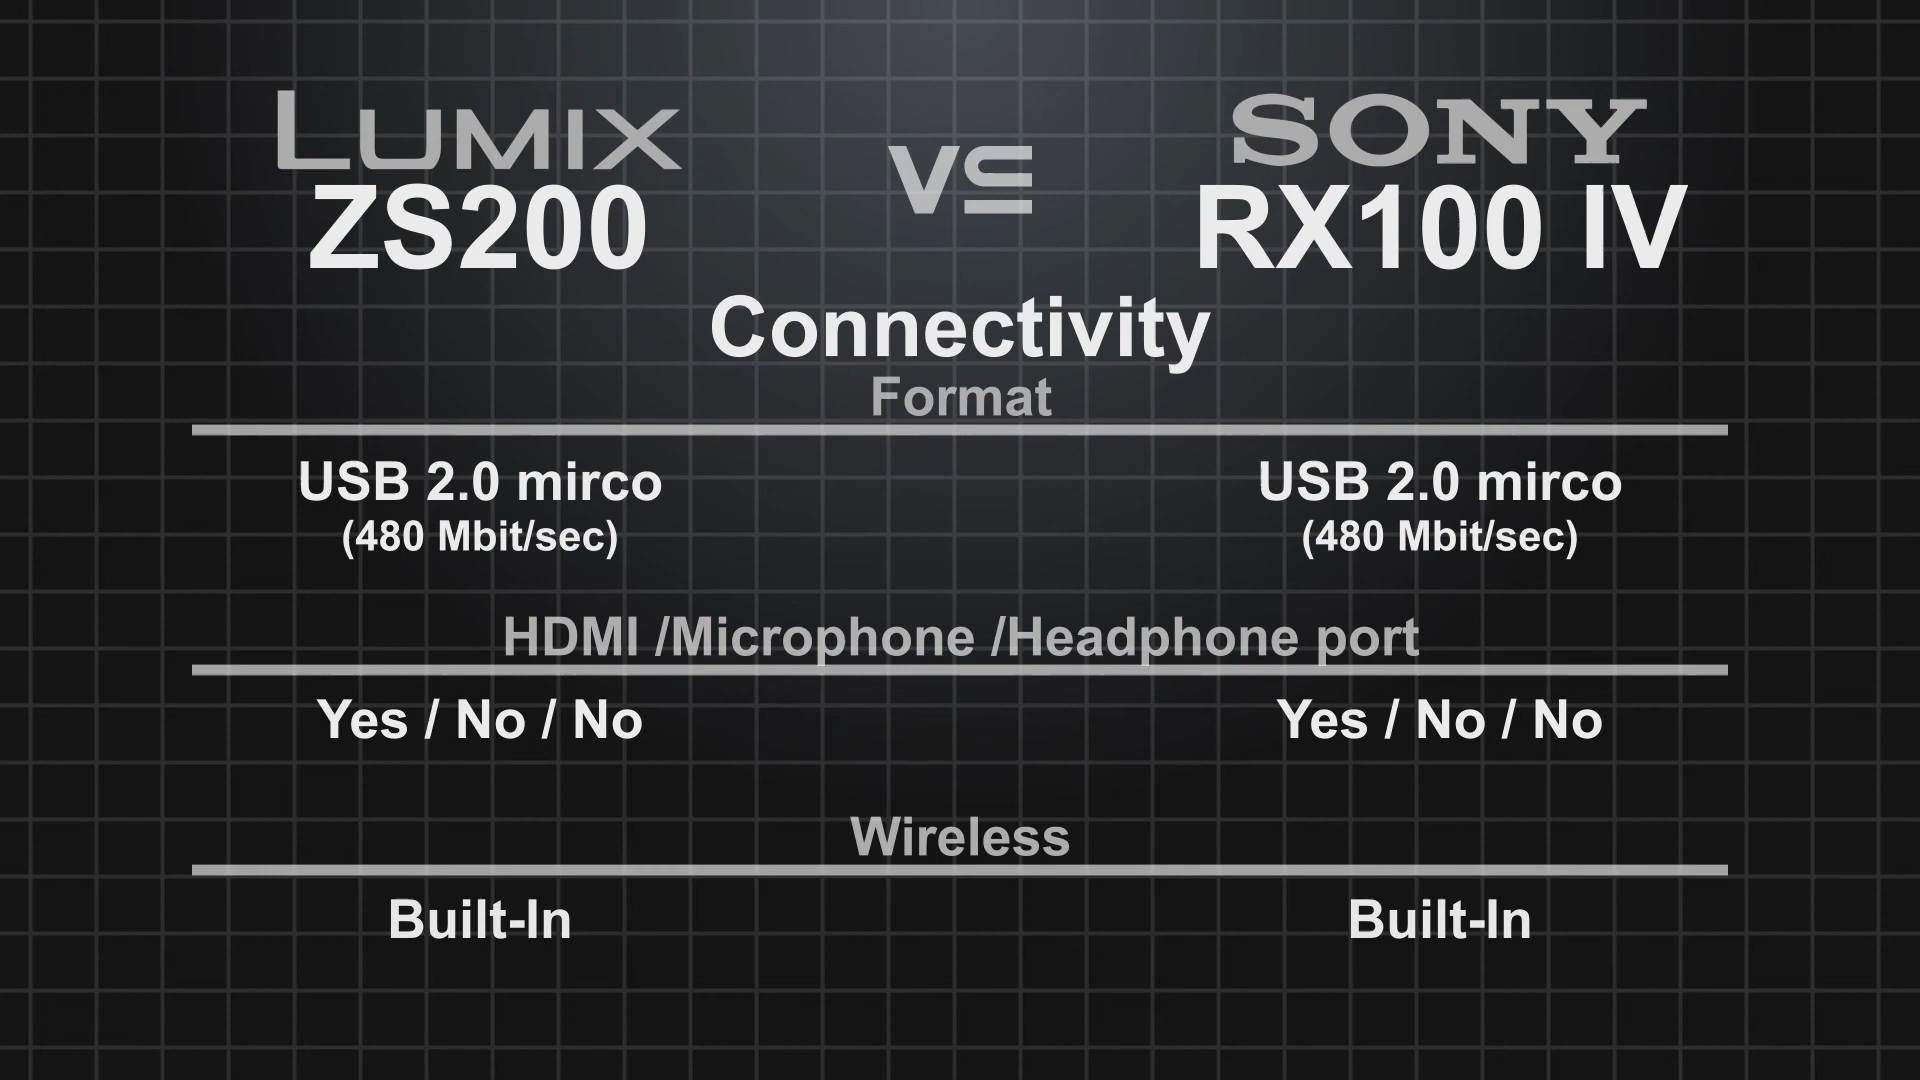 LUMIX VS SONY
ZS200 RX100 IV
Connectivity
Format
USB 2.0 mirco USB 2.0 mirco
(480 Mbit/sec) (480 Mbit/sec)
HDMI /Microphone /Headphone port
Yes / No / No Yes / No / No
Wireless
Built-In Built-In